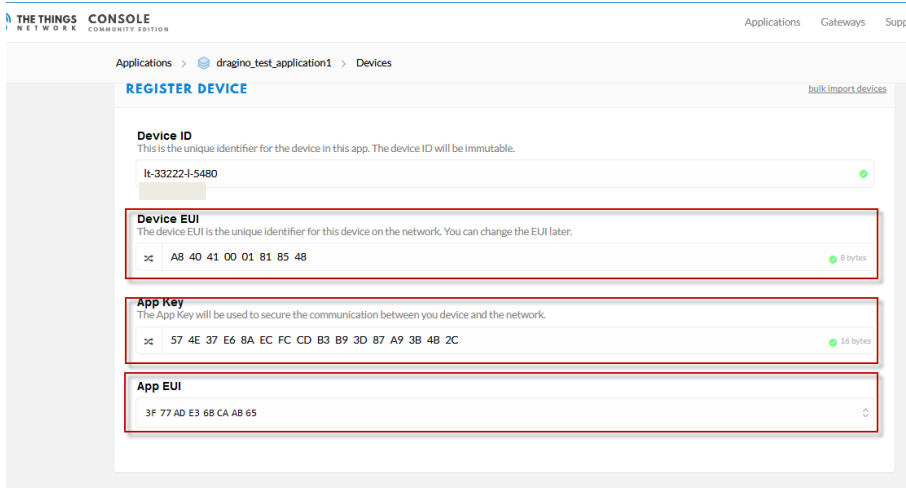 THE THINGS NETWORK CONSOLE COMMUNITY EDITION
Applications Gateways Supp
Applications > dragino_test_application1 > Devices
REGISTER DEVICE bulk import devices
Device ID
This is the unique identifier for the device in this app. The device ID will be immutable.
lt-33222-l-5480
Device EUI
The device EUI is the unique identifier for this device on the network. You can change the EUI later.
A8 40 41 00 01 81 85 48 8 bytes
App Key
The App Key will be used to secure the communication between you device and the network.
57 4E 37 E6 8A EC FC CD B3 B9 3D 87 A9 3B 4B 2C 16 bytes
App EUI
3F 77 AD E3 6B CA AB 65